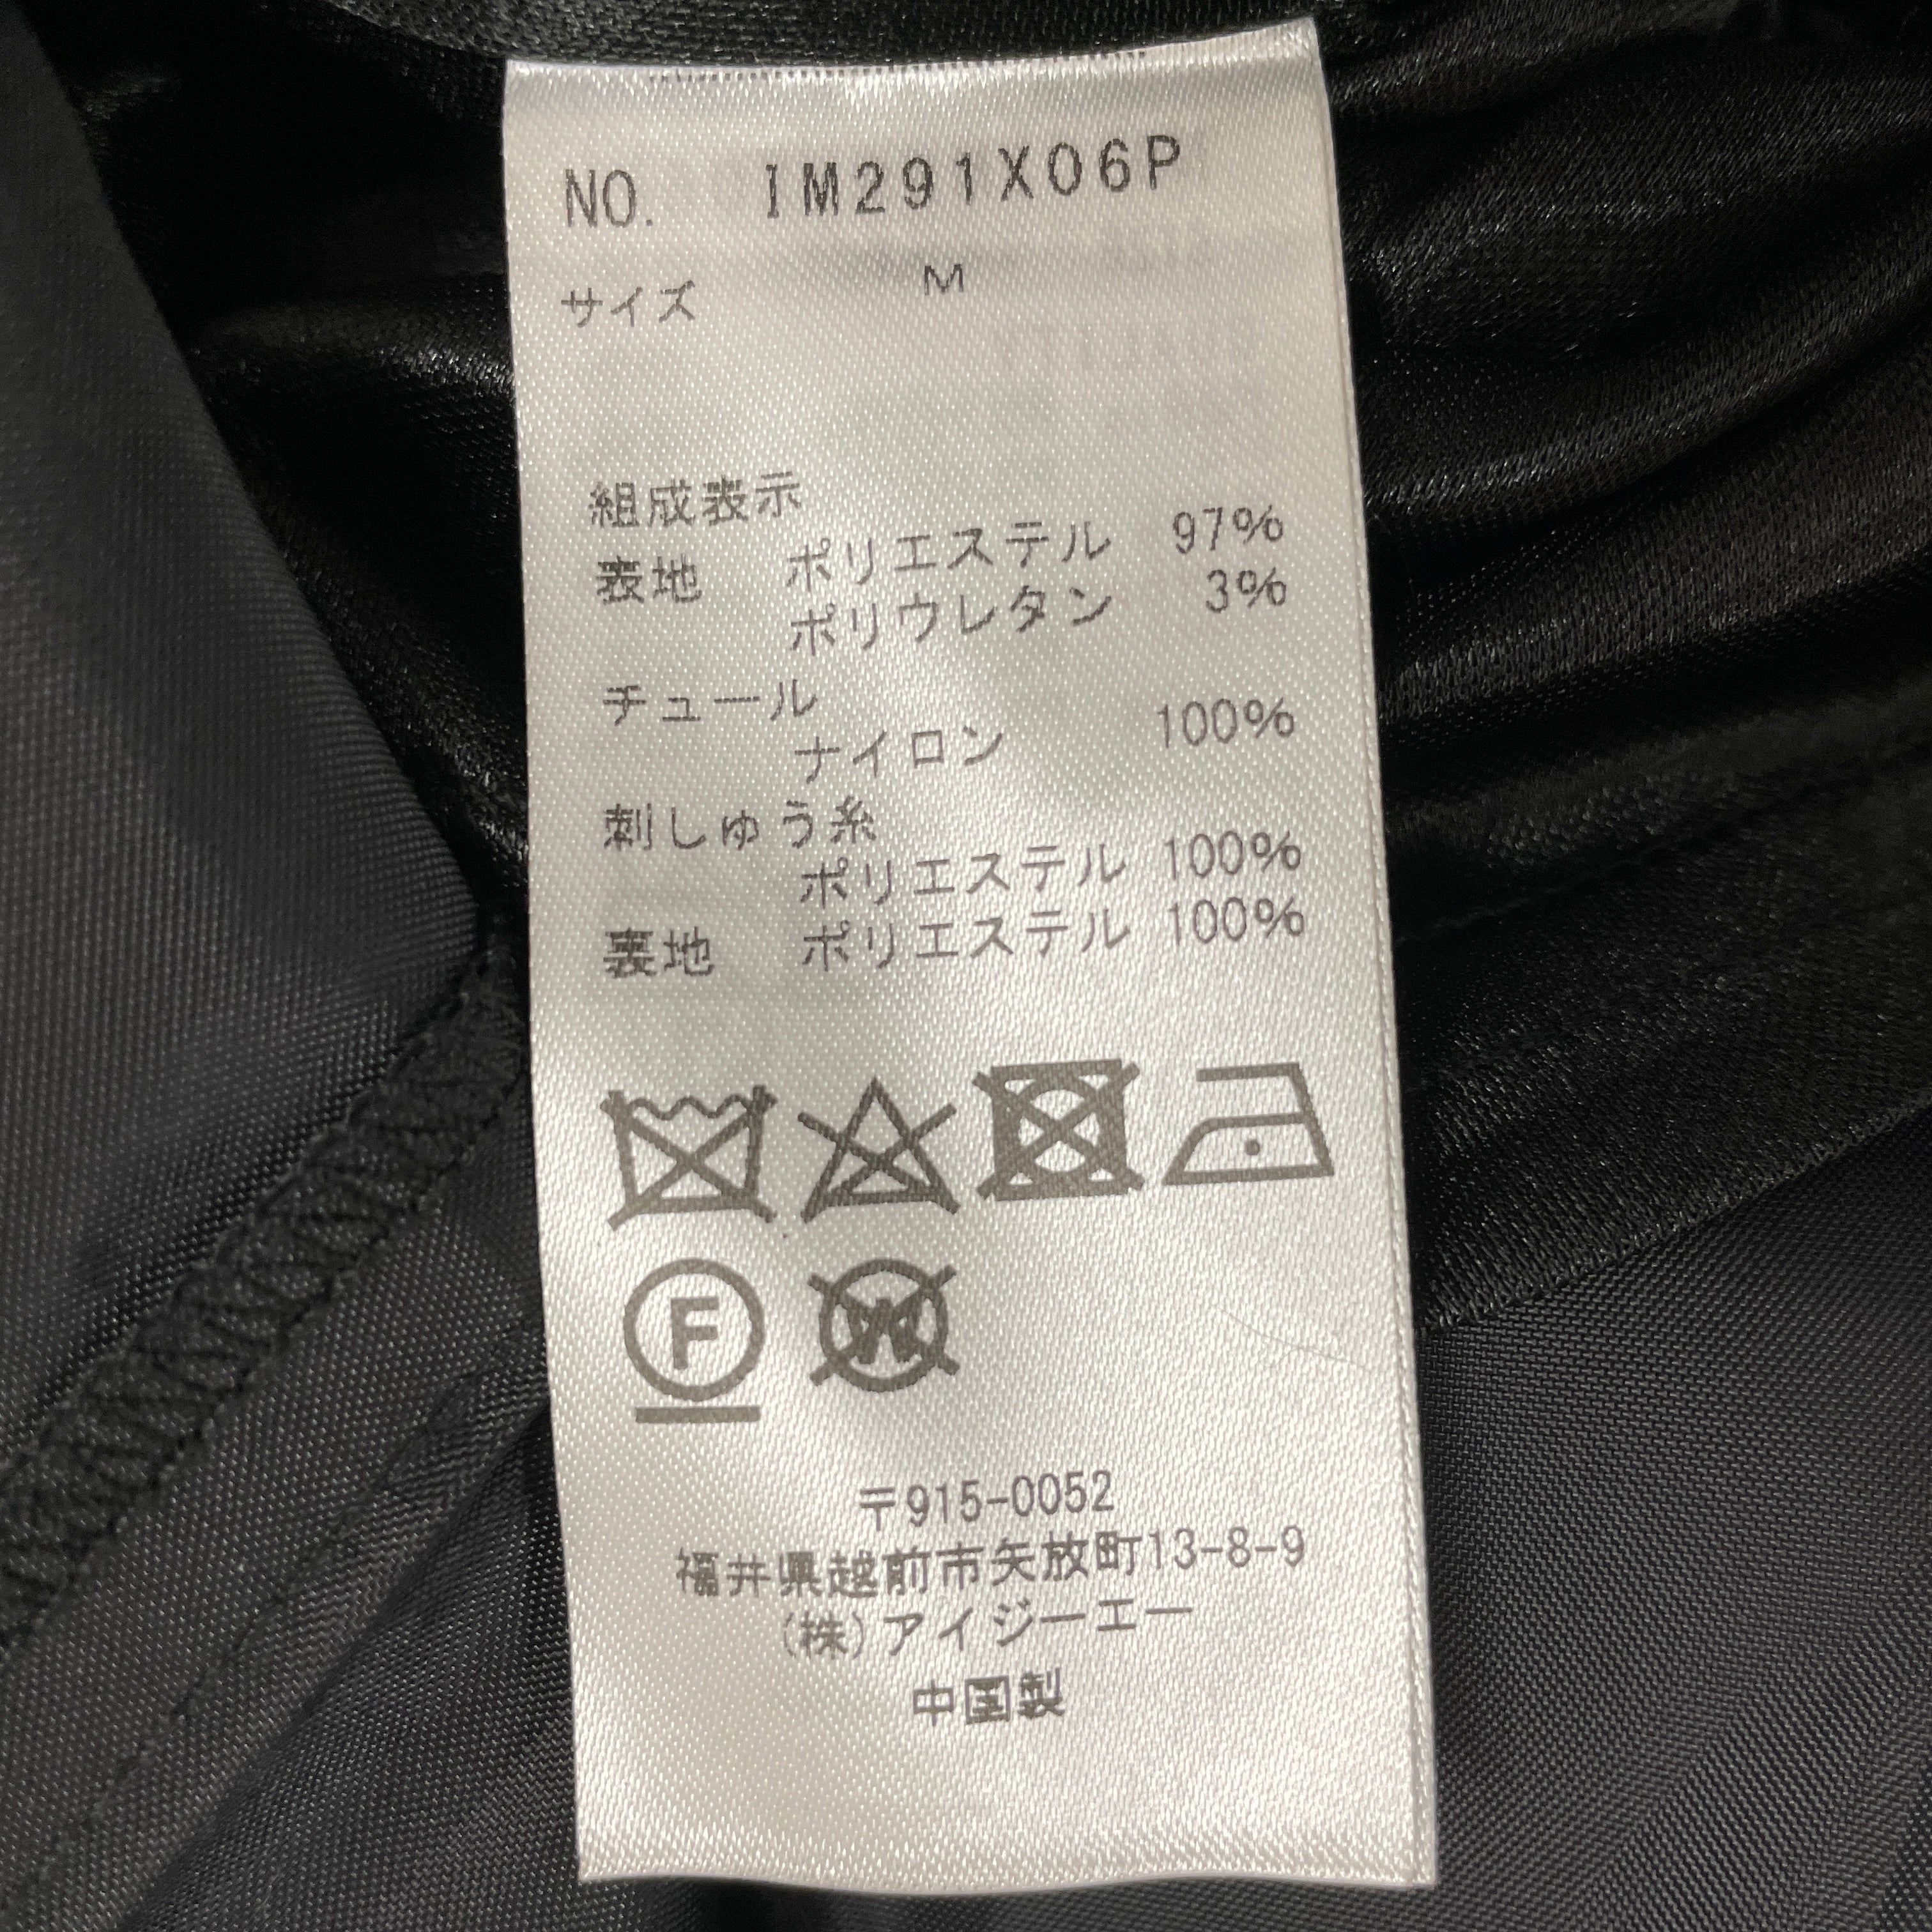 NO. IM291X06P
サイズ M
組成表示
表地 ポリエステル 97%
ポリウレタン 3%
チュール
ナイロン 100%
刺しゅう糸
ポリエステル 100%
裏地 ポリエステル 100%
F
W
〒915-0052
福井県越前市矢放町13-8-9
(株)アイジーエー
中国製